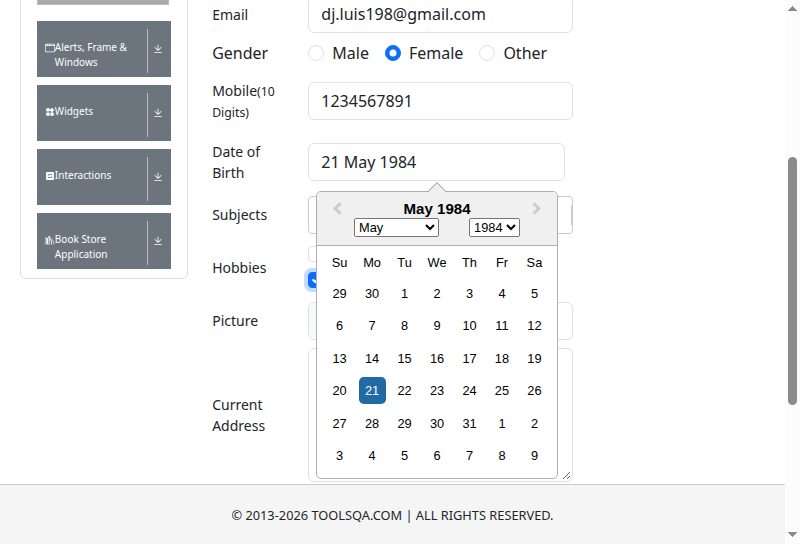 Email
dj.luis198@gmail.com
Gender
Male
Female
Other
Mobile(10 Digits)
1234567891
Date of Birth
21 May 1984
May 1984
May
1984
Su Mo Tu We Th Fr Sa
29 30 1 2 3 4 5
6 7 8 9 10 11 12
13 14 15 16 17 18 19
20 21 22 23 24 25 26
27 28 29 30 31 1 2
3 4 5 6 7 8 9
Subjects
Hobbies
Picture
Current Address
Alerts, Frame & Windows
Widgets
Interactions
Book Store Application
© 2013-2026 TOOLSQA.COM | ALL RIGHTS RESERVED.